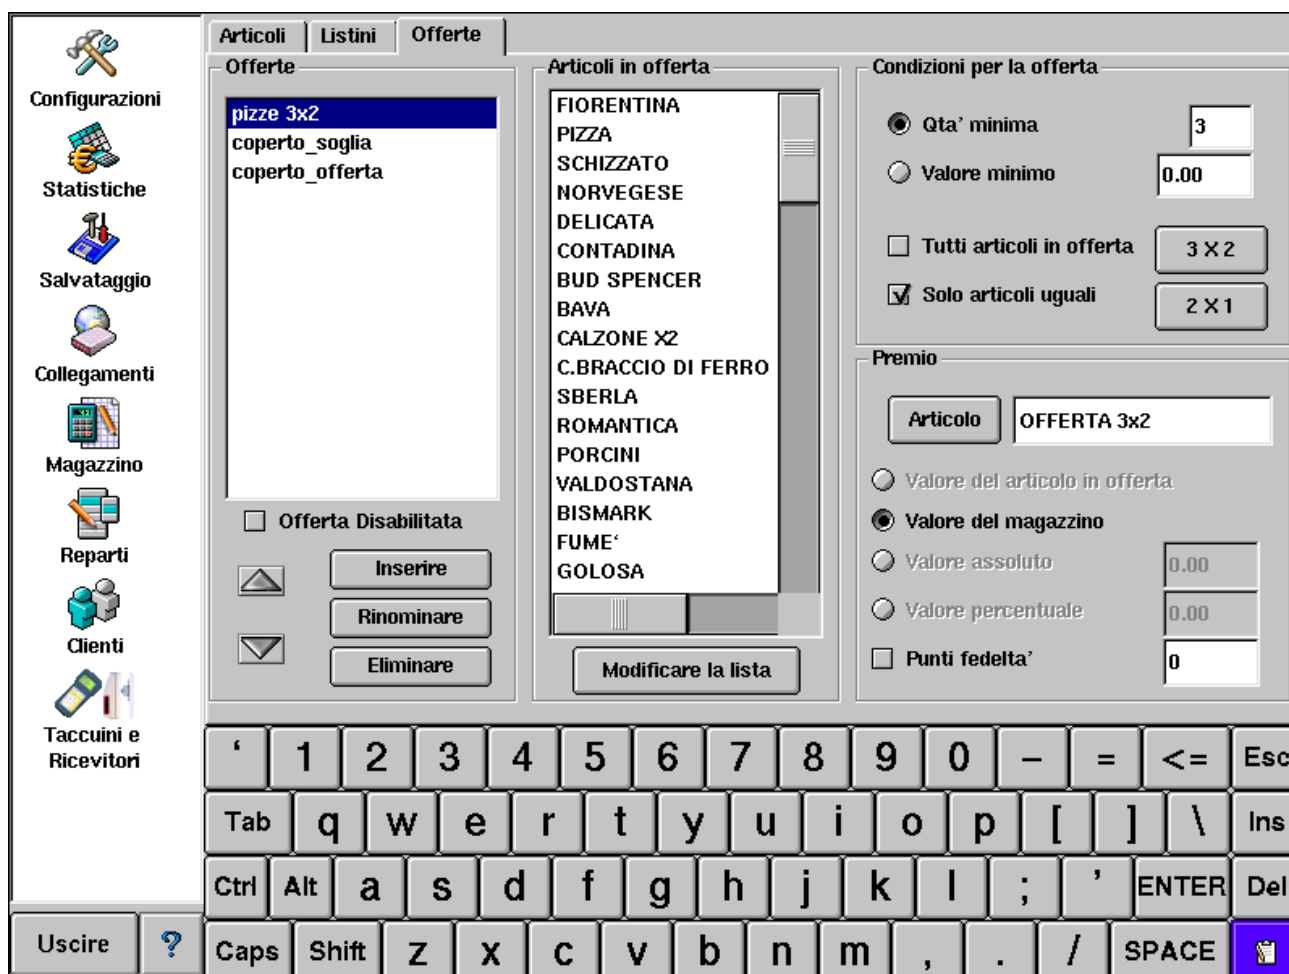 Configurazioni
Statistiche
Salvataggio
Collegamenti
Magazzino
Reparti
Clienti
Taccuini e
Ricevitori
Uscire
?
Articoli
Listini
Offerte
Offerte
pizze 3x2
coperto_soglia
coperto_offerta
Offerta Disabilitata
Inserire
Rinominare
Eliminare
Articoli in offerta
FIORENTINA
PIZZA
SCHIZZATO
NORVEGESE
DELICATA
CONTADINA
BUD SPENCER
BAVA
CALZONE X2
C.BRACCIO DI FERRO
SBERLA
ROMANTICA
PORCINI
VALDOSTANA
BISMARK
FUME‘
GOLOSA
Modificare la lista
Condizioni per la offerta
Qta’ minima 3
Valore minimo 0.00
Tutti articoli in offerta 3 X 2
Solo articoli uguali 2 X 1
Premio
Articolo OFFERTA 3x2
Valore del articolo in offerta
Valore del magazzino
Valore assoluto 0.00
Valore percentuale 0.00
Punti fedelta’ 0
‘ 1 2 3 4 5 6 7 8 9 0 – = <= Esc
Tab q w e r t y u i o p [ ] \ Ins
Ctrl Alt a s d f g h j k l ; ’ ENTER Del
Caps Shift z x c v b n m , . / SPACE